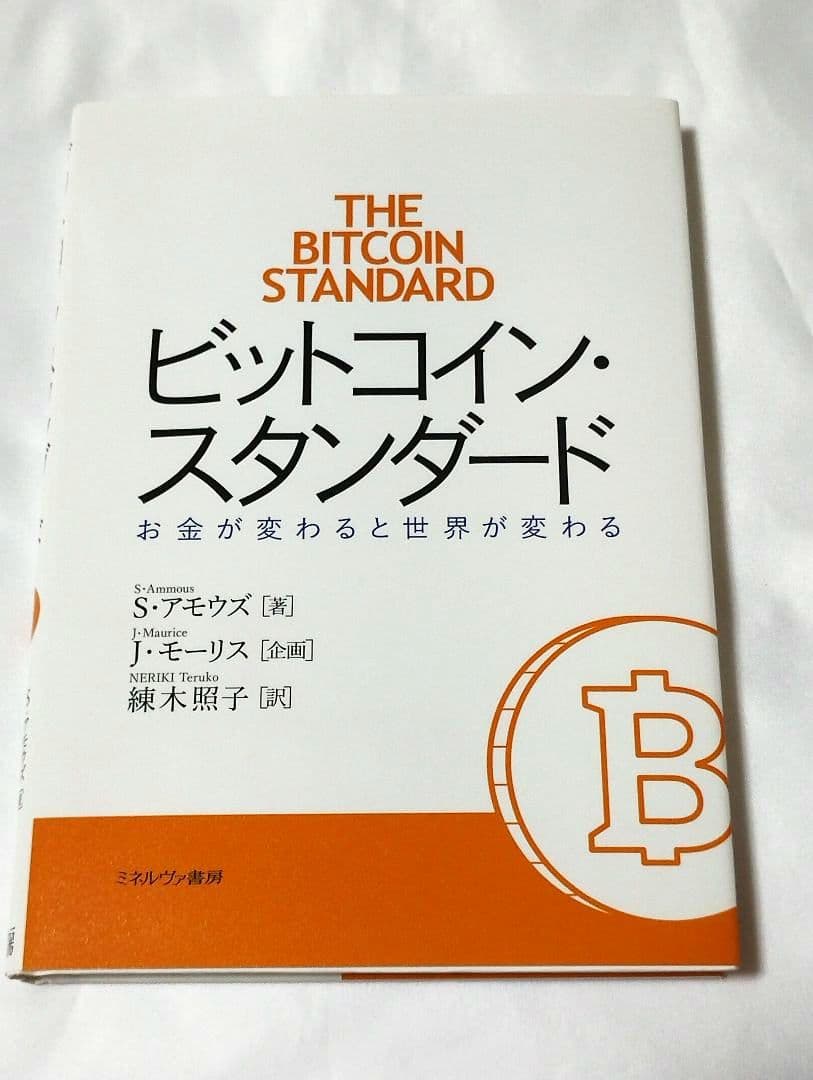 THE
BITCOIN
STANDARD
ビットコイン・
スタンダード
お金が変わると世界が変わる
S・Ammous
S・アモウズ［著］
J・Maurice
J・モーリス［企画］
NERIKI Teruko
練木照子［訳］
B
ミネルヴァ書房